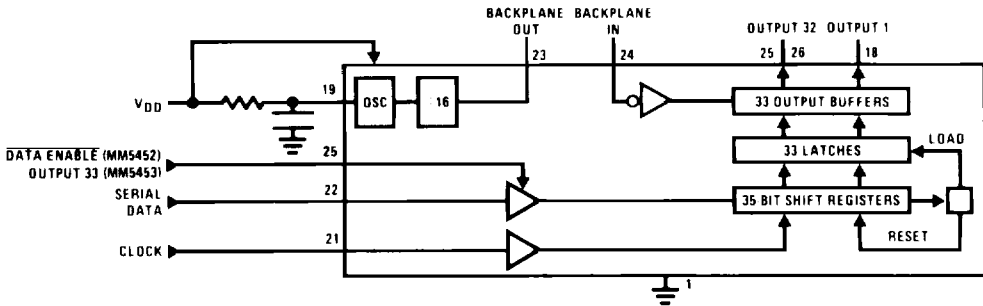 BACKPLANE BACKPLANE
OUT IN
23 24
OUTPUT 32 OUTPUT 1
25 26 18
19
VDD
OSC
16
33 OUTPUT BUFFERS
LOAD
33 LATCHES
DATA ENABLE (MM5452)
OUTPUT 33 (MM5453)
25
SERIAL
DATA
22
35 BIT SHIFT REGISTERS
RESET
CLOCK
21
1